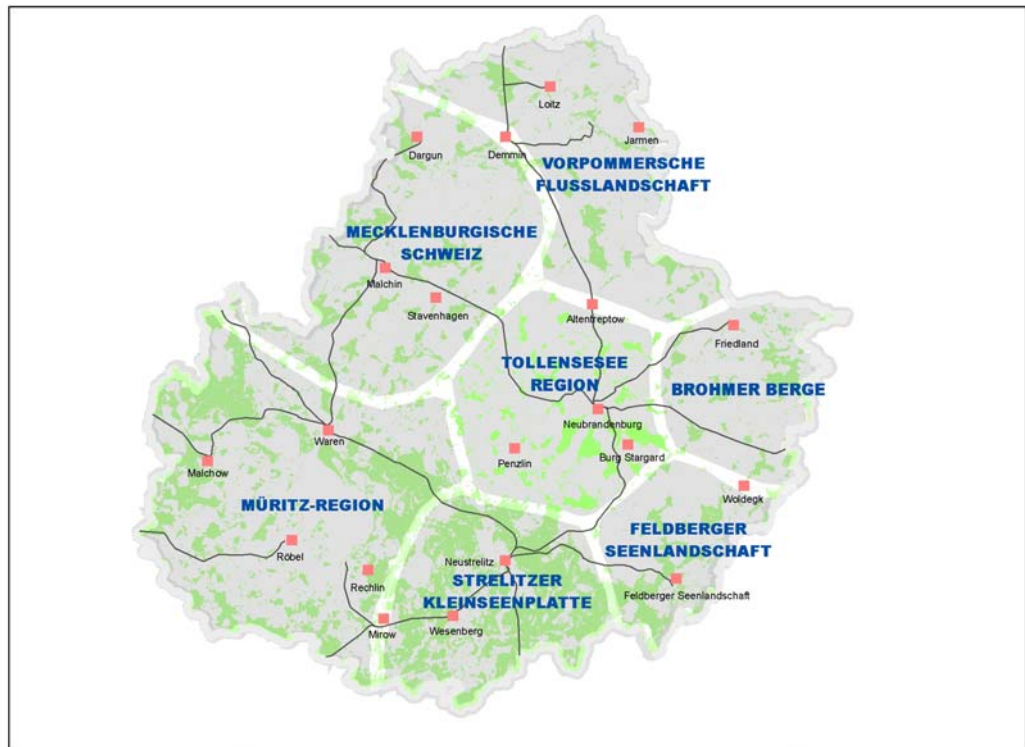 Loitz
Jarmen
Dargun
Demmin
VORPOMMERSCHE
FLUSSLANDSCHAFT
MECKLENBURGISCHE
SCHWEIZ
Malchin
Stavenhagen
Altentreptow
Friedland
TOLLENSESEE
REGION
BROHMER BERGE
Neubrandenburg
Waren
Penzlin
Burg Stargard
Malchow
Woldegk
MÜRITZ-REGION
FELDBERGER
SEENLANDSCHAFT
Röbel
Neustrelitz
Rechlin
STRELITZER
KLEINSEENPLATTE
Feldberger Seenlandschaft
Mirow
Wesenberg